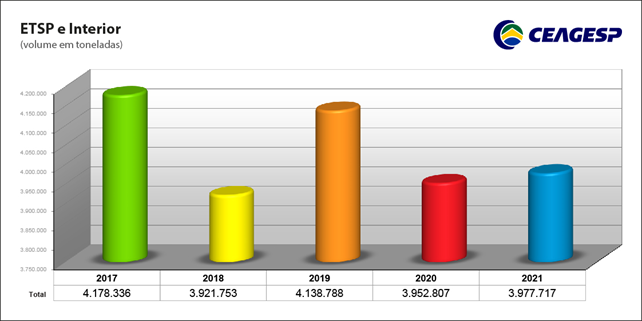 ETSP e Interior
(volume em toneladas)
CEAGESP
4.200.000
4.150.000
4.100.000
4.050.000
4.000.000
3.950.000
3.900.000
3.850.000
3.800.000
3.750.000
2017 2018 2019 2020 2021
Total 4.178.336 3.921.753 4.138.788 3.952.807 3.977.717